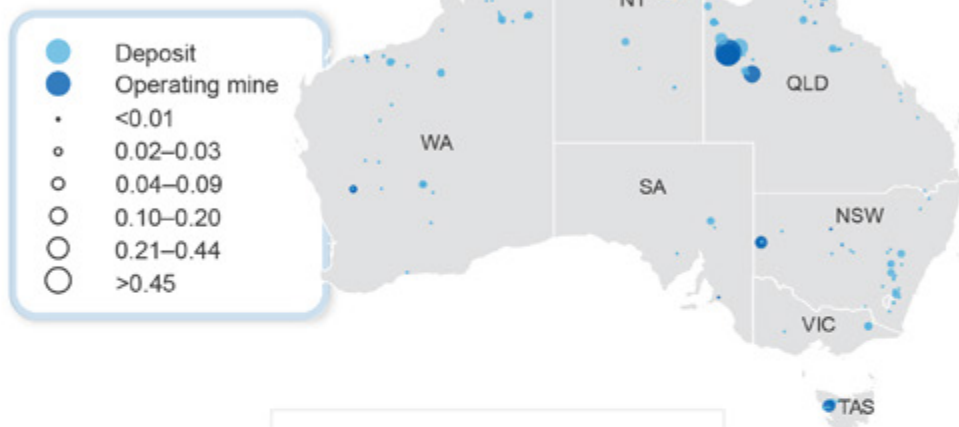 Deposit
Operating mine
<0.01
0.02–0.03
0.04–0.09
0.10–0.20
0.21–0.44
>0.45
NT
QLD
WA
SA
NSW
VIC
TAS